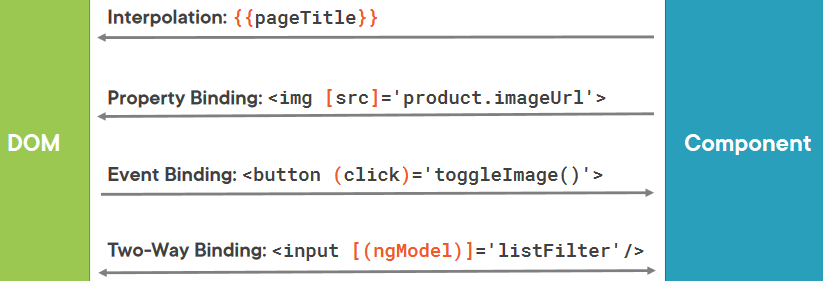 Interpolation: {{pageTitle}}
Property Binding: <img [src]='product.imageUrl'>
DOM
Component
Event Binding: <button (click)='toggleImage()'>
Two-Way Binding: <input [(ngModel)]='listFilter'/>